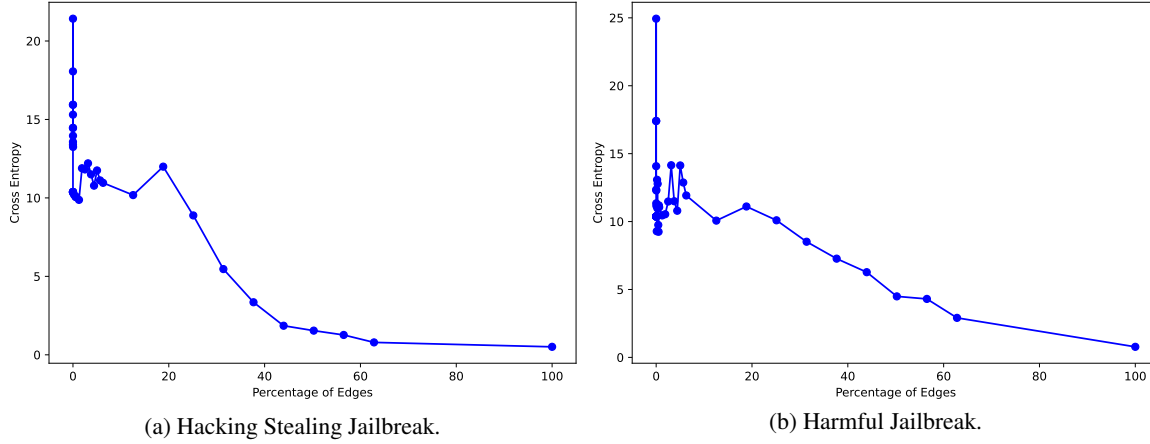 20
15
10
5
0
Cross Entropy
0 20 40 60 80 100
Percentage of Edges
(a) Hacking Stealing Jailbreak.
25
20
15
10
5
0
Cross Entropy
0 20 40 60 80 100
Percentage of Edges
(b) Harmful Jailbreak.